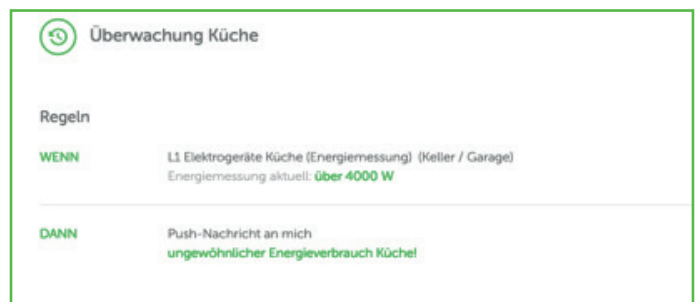 Überwachung Küche
Regeln
WENN L1 Elektrogeräte Küche (Energiemessung) (Keller / Garage)
Energiemessung aktuell: über 4000 W
DANN Push-Nachricht an mich
ungewöhnlicher Energieverbrauch Küche!